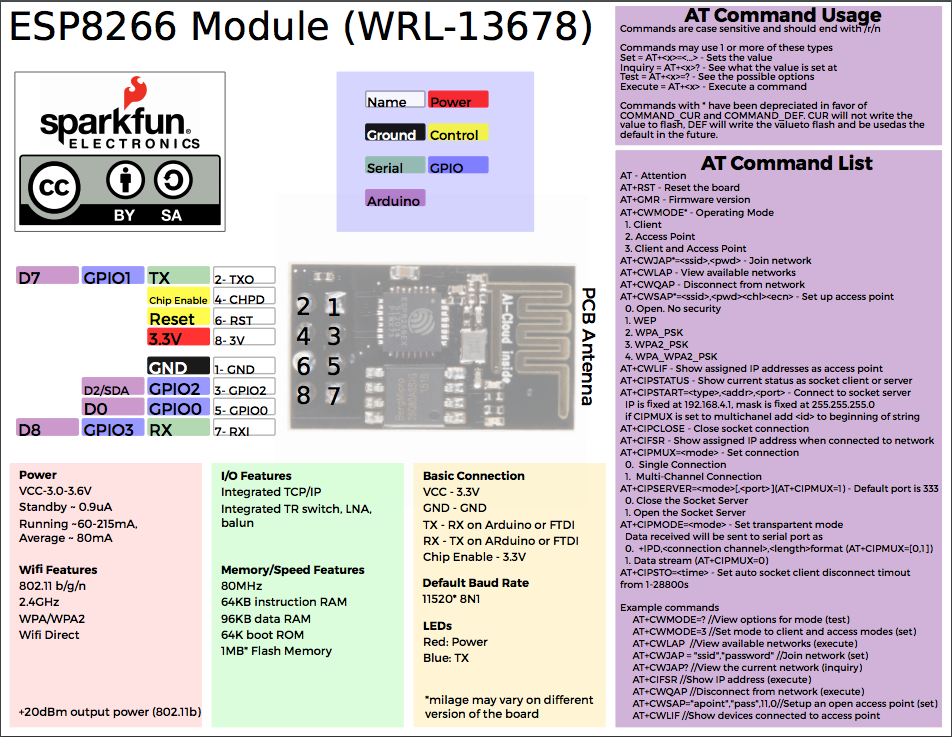 ESP8266 Module (WRL-13678)
sparkfun
ELECTRONICS
CC
BY SA
Name Power
Ground Control
Serial GPIO
Arduino
D7 GPIO1 TX 2- TXO
Chip Enable 4- CHPD
Reset 6- RST
3.3V 8- 3V
GND 1- GND
D2/SDA GPIO2 3- GPIO2
D0 GPIO0 5- GPIO0
D8 GPIO3 RX 7- RXI
2 1
4 3
6 5
8 7
AI-Cloud inside
PCB Antenna
Power
VCC-3.0-3.6V
Standby ~ 0.9uA
Running ~60-215mA,
Average ~ 80mA
Wifi Features
802.11 b/g/n
2.4GHz
WPA/WPA2
Wifi Direct
+20dBm output power (802.11b)
I/O Features
Integrated TCP/IP
Integrated TR switch, LNA,
balun
Memory/Speed Features
80MHz
64KB instruction RAM
96KB data RAM
64K boot ROM
1MB* Flash Memory
Basic Connection
VCC - 3.3V
GND - GND
TX - RX on Arduino or FTDI
RX - TX on ARduino or FTDI
Chip Enable - 3.3V
Default Baud Rate
11520* 8N1
LEDs
Red: Power
Blue: TX
*milage may vary on different
version of the board
AT Command Usage
Commands are case sensitive and should end with /r/n
Commands may use 1 or more of these types
Set = AT+<x>=<...> - Sets the value
Inquiry = AT+<x>? - See what the value is set at
Test = AT+<x>=? - See the possible options
Execute = AT+<x> - Execute a command
Commands with * have been depreciated in favor of
COMMAND_CUR and COMMAND_DEF. CUR will not write the
value to flash, DEF will write the valueto flash and be usedas the
default in the future.
AT Command List
AT - Attention
AT+RST - Reset the board
AT+GMR - Firmware version
AT+CWMODE* - Operating Mode
1. Client
2. Access Point
3. Client and Access Point
AT+CWJAP*=<ssid>,<pwd> - Join network
AT+CWLAP - View available networks
AT+CWQAP - Disconnect from network
AT+CWSAP*=<ssid>,<pwd><chl><ecn> - Set up access point
0. Open. No security
1. WEP
2. WPA_PSK
3. WPA2_PSK
4. WPA_WPA2_PSK
AT+CWLIF - Show assigned IP addresses as access point
AT+CIPSTATUS - Show current status as socket client or server
AT+CIPSTART=<type>,<addr>,<port> - Connect to socket server
IP is fixed at 192.168.4.1, mask is fixed at 255.255.255.0
if CIPMUX is set to multichanel add <id> to beginning of string
AT+CIPCLOSE - Close socket connection
AT+CIFSR - Show assigned IP address when connected to network
AT+CIPMUX=<mode> - Set connection
0. Single Connection
1. Multi-Channel Connection
AT+CIPSERVER=<mode>[,<port>](AT+CIPMUX=1) - Default port is 333
0. Close the Socket Server
1. Open the Socket Server
AT+CIPMODE=<mode> - Set transpartent mode
Data received will be sent to serial port as
0. +IPD,<connection channel>,<length>format (AT+CIPMUX=[0,1])
1. Data stream (AT+CIPMUX=0)
AT+CIPSTO=<time> - Set auto socket client disconnect timout
from 1-28800s
Example commands
AT+CWMODE=? //View options for mode (test)
AT+CWMODE=3 //Set mode to client and access modes (set)
AT+CWLAP //View available networks (execute)
AT+CWJAP = "ssid","password" //Join network (set)
AT+CWJAP? //View the current network (inquiry)
AT+CIFSR //Show IP address (execute)
AT+CWQAP //Disconnect from network (execute)
AT+CWSAP="apoint","pass",11,0//Setup an open access point (set)
AT+CWLIF //Show devices connected to access point